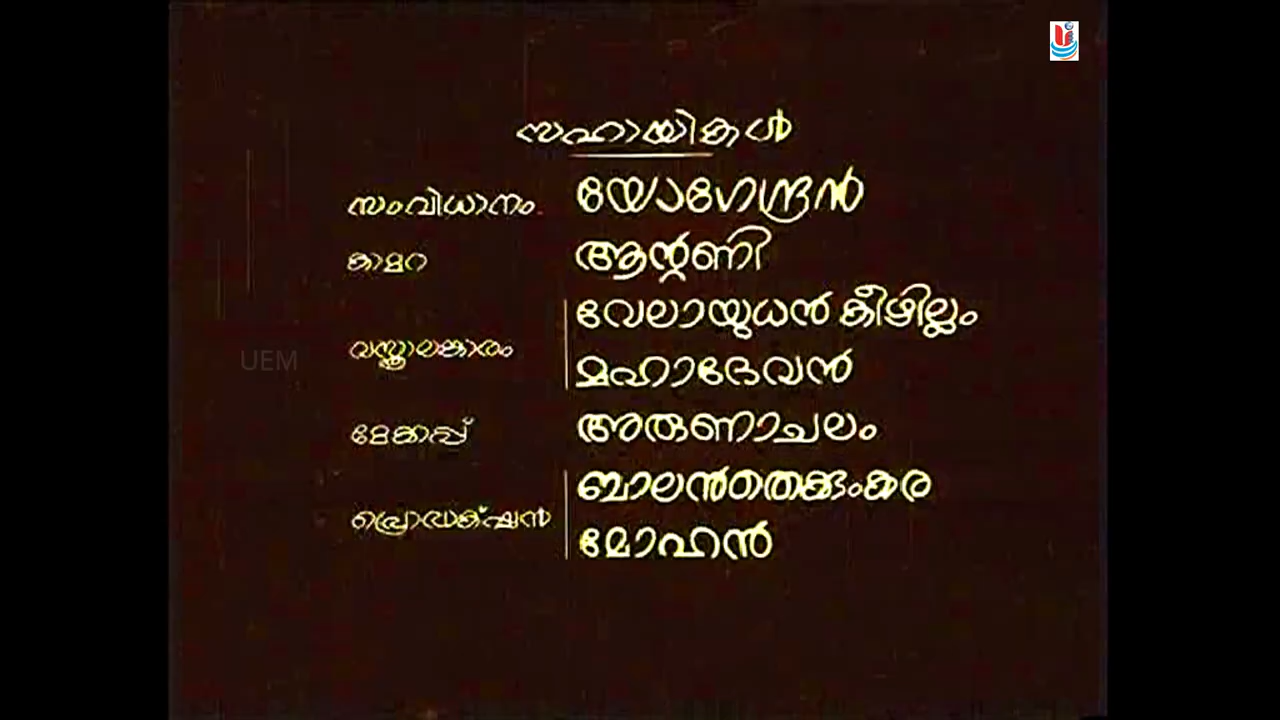 സഹായികൾ
സംവിധാനം യോഗേന്ദ്രൻ
കാമറ ആന്റണി
വസ്ത്രാലങ്കാരം വേലായുധൻ കീഴില്ലം
മഹാദേവൻ
മേക്കപ്പ് അരുണാചലം
പ്രൊഡക്ഷൻ ബാലൻതെക്കുംകര
മോഹൻ
UEM